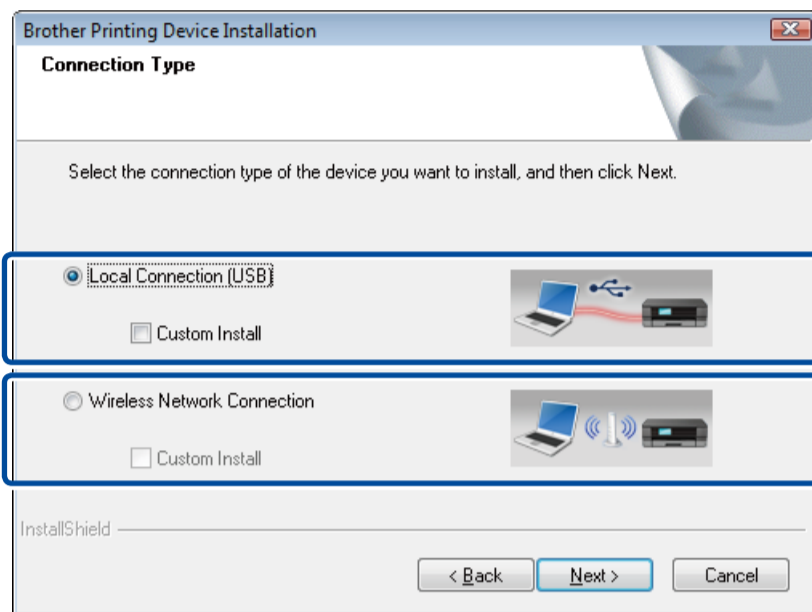 Brother Printing Device Installation
Connection Type
Select the connection type of the device you want to install, and then click Next.
Local Connection (USB)
Custom Install
Wireless Network Connection
Custom Install
InstallShield
< Back Next > Cancel